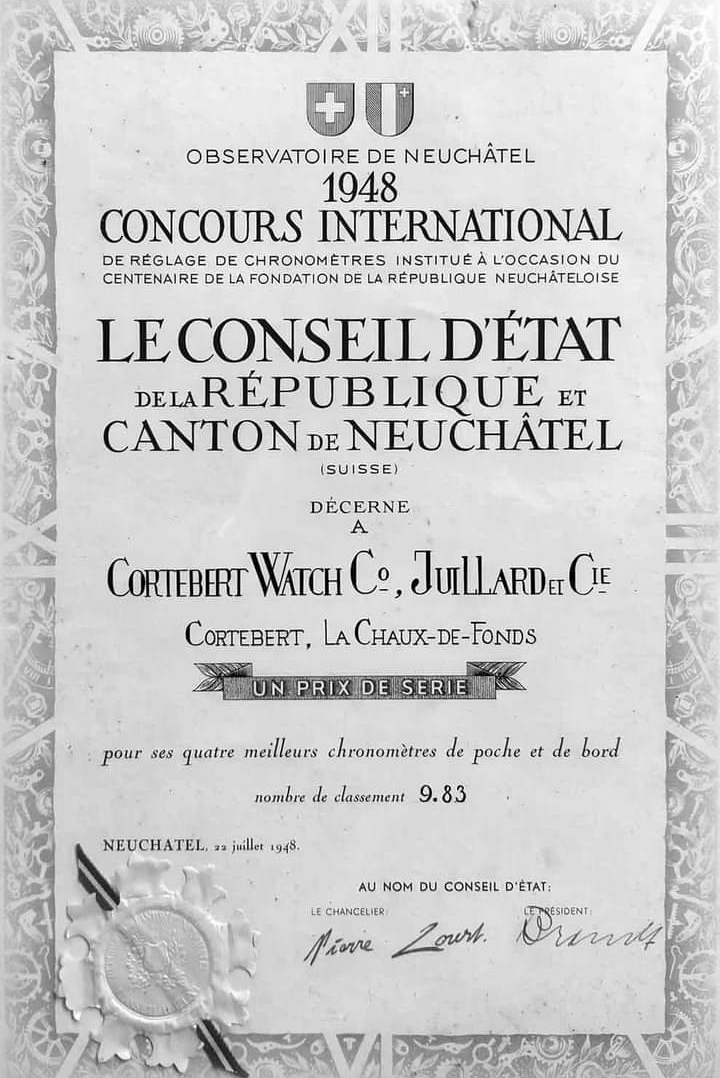 OBSERVATOIRE DE NEUCHÂTEL
1948
CONCOURS INTERNATIONAL
DE RÉGLAGE DE CHRONOMÈTRES INSTITUÉ À L'OCCASION DU
CENTENAIRE DE LA FONDATION DE LA RÉPUBLIQUE NEUCHÂTELOISE
LE CONSEIL D'ÉTAT
DE LA RÉPUBLIQUE ET
CANTON DE NEUCHÂTEL
(SUISSE)
DÉCERNE
A
CORTEBERT WATCH Cº, JUILLARD ET CIE
CORTEBERT, LA CHAUX-DE-FONDS
UN PRIX DE SERIE
pour ses quatre meilleurs chronomètres de poche et de bord
nombre de classement 9.83
NEUCHATEL, 22 juillet 1948.
AU NOM DU CONSEIL D'ÉTAT:
LE CHANCELIER: LE PRÉSIDENT:
Pierre